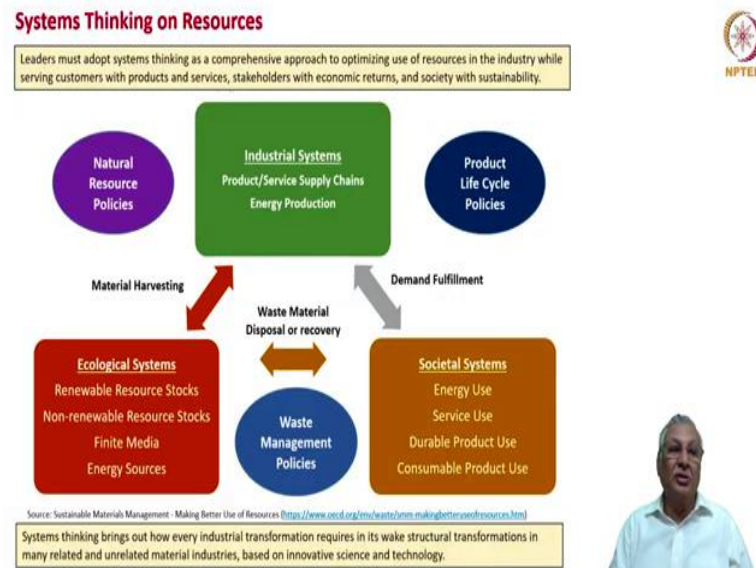 Systems Thinking on Resources
NPTEL
Leaders must adopt systems thinking as a comprehensive approach to optimizing use of resources in the industry while
serving customers with products and services, stakeholders with economic returns, and society with sustainability.
Natural
Resource
Policies
Industrial Systems
Product/Service Supply Chains
Energy Production
Product
Life Cycle
Policies
Material Harvesting
Demand Fulfillment
Waste Material
Disposal or recovery
Ecological Systems
Renewable Resource Stocks
Non-renewable Resource Stocks
Finite Media
Energy Sources
Waste
Management
Policies
Societal Systems
Energy Use
Service Use
Durable Product Use
Consumable Product Use
Source: Sustainable Materials Management - Making Better Use of Resources (https://www.oecd.org/env/waste/smm-makingbetteruseofresources.htm)
Systems thinking brings out how every industrial transformation requires in its wake structural transformations in
many related and unrelated material industries, based on innovative science and technology.